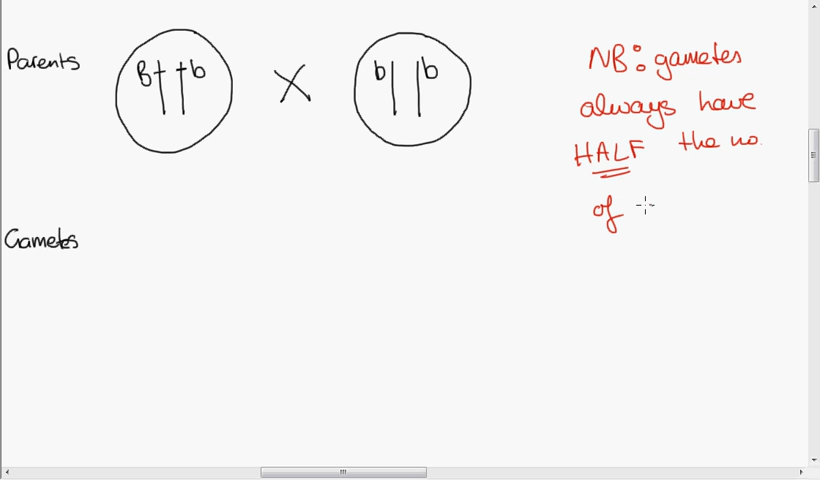 Parents
B b
X
b b
NB: gametes
always have
HALF the no.
of
Gametes